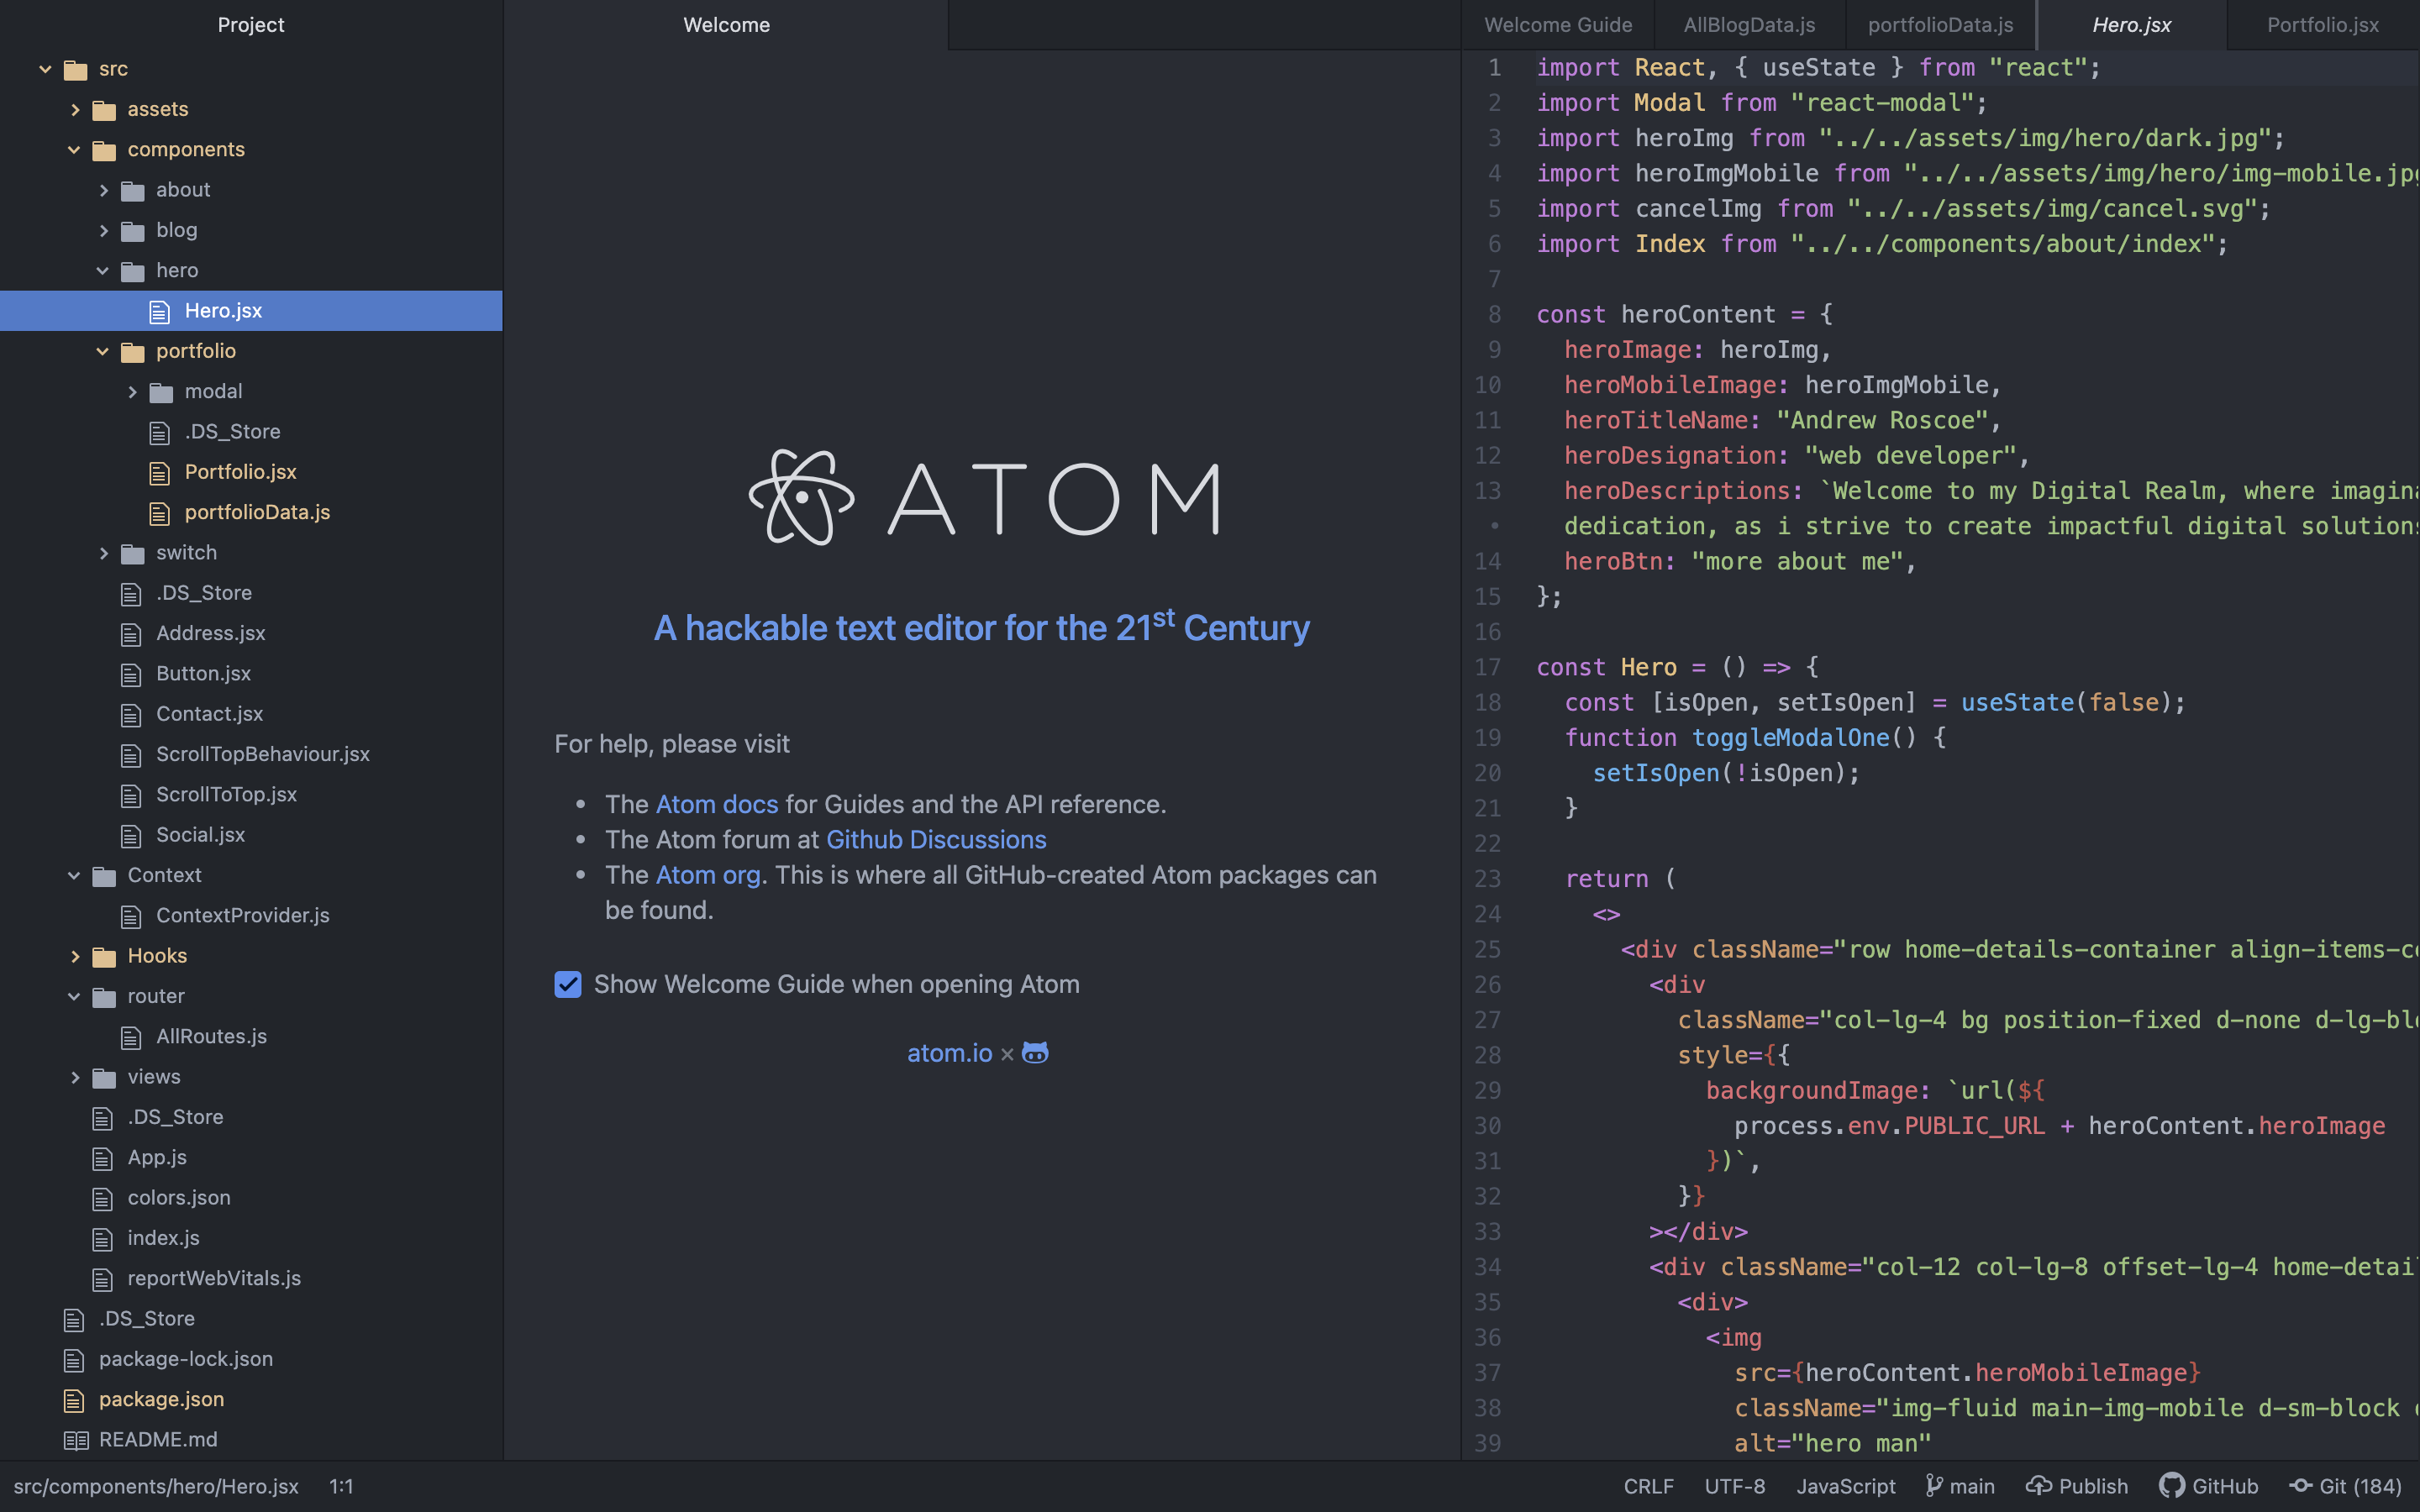 Project
src
assets
components
about
blog
hero
Hero.jsx
portfolio
modal
.DS_Store
Portfolio.jsx
portfolioData.js
switch
.DS_Store
Address.jsx
Button.jsx
Contact.jsx
ScrollTopBehaviour.jsx
ScrollToTop.jsx
Social.jsx
Context
ContextProvider.js
Hooks
router
AllRoutes.js
views
.DS_Store
App.js
colors.json
index.js
reportWebVitals.js
.DS_Store
package-lock.json
package.json
README.md
Welcome
ATOM
A hackable text editor for the 21st Century
For help, please visit
• The Atom docs for Guides and the API reference.
• The Atom forum at Github Discussions
• The Atom org. This is where all GitHub-created Atom packages can
be found.
Show Welcome Guide when opening Atom
atom.io ×
Welcome Guide AllBlogData.js portfolioData.js Hero.jsx Portfolio.jsx
1 import React, { useState } from "react";
2 import Modal from "react-modal";
3 import heroImg from "../../assets/img/hero/dark.jpg";
4 import heroImgMobile from "../../assets/img/hero/img-mobile.jpg
5 import cancelImg from "../../assets/img/cancel.svg";
6 import Index from "../../components/about/index";
7
8 const heroContent = {
9 heroImage: heroImg,
10 heroMobileImage: heroImgMobile,
11 heroTitleName: "Andrew Roscoe",
12 heroDesignation: "web developer",
13 heroDescriptions: `Welcome to my Digital Realm, where imagina
• dedication, as i strive to create impactful digital solutions
14 heroBtn: "more about me",
15 };
16
17 const Hero = () => {
18 const [isOpen, setIsOpen] = useState(false);
19 function toggleModalOne() {
20 setIsOpen(!isOpen);
21 }
22
23 return (
24 <>
25 <div className="row home-details-container align-items-ce
26 <div
27 className="col-lg-4 bg position-fixed d-none d-lg-blo
28 style={{
29 backgroundImage: `url(${
30 process.env.PUBLIC_URL + heroContent.heroImage
31 })`,
32 }}
33 ></div>
34 <div className="col-12 col-lg-8 offset-lg-4 home-detail
35 <div>
36 <img
37 src={heroContent.heroMobileImage}
38 className="img-fluid main-img-mobile d-sm-block d
39 alt="hero man"
src/components/hero/Hero.jsx 1:1 CRLF UTF-8 JavaScript main Publish GitHub Git (184)